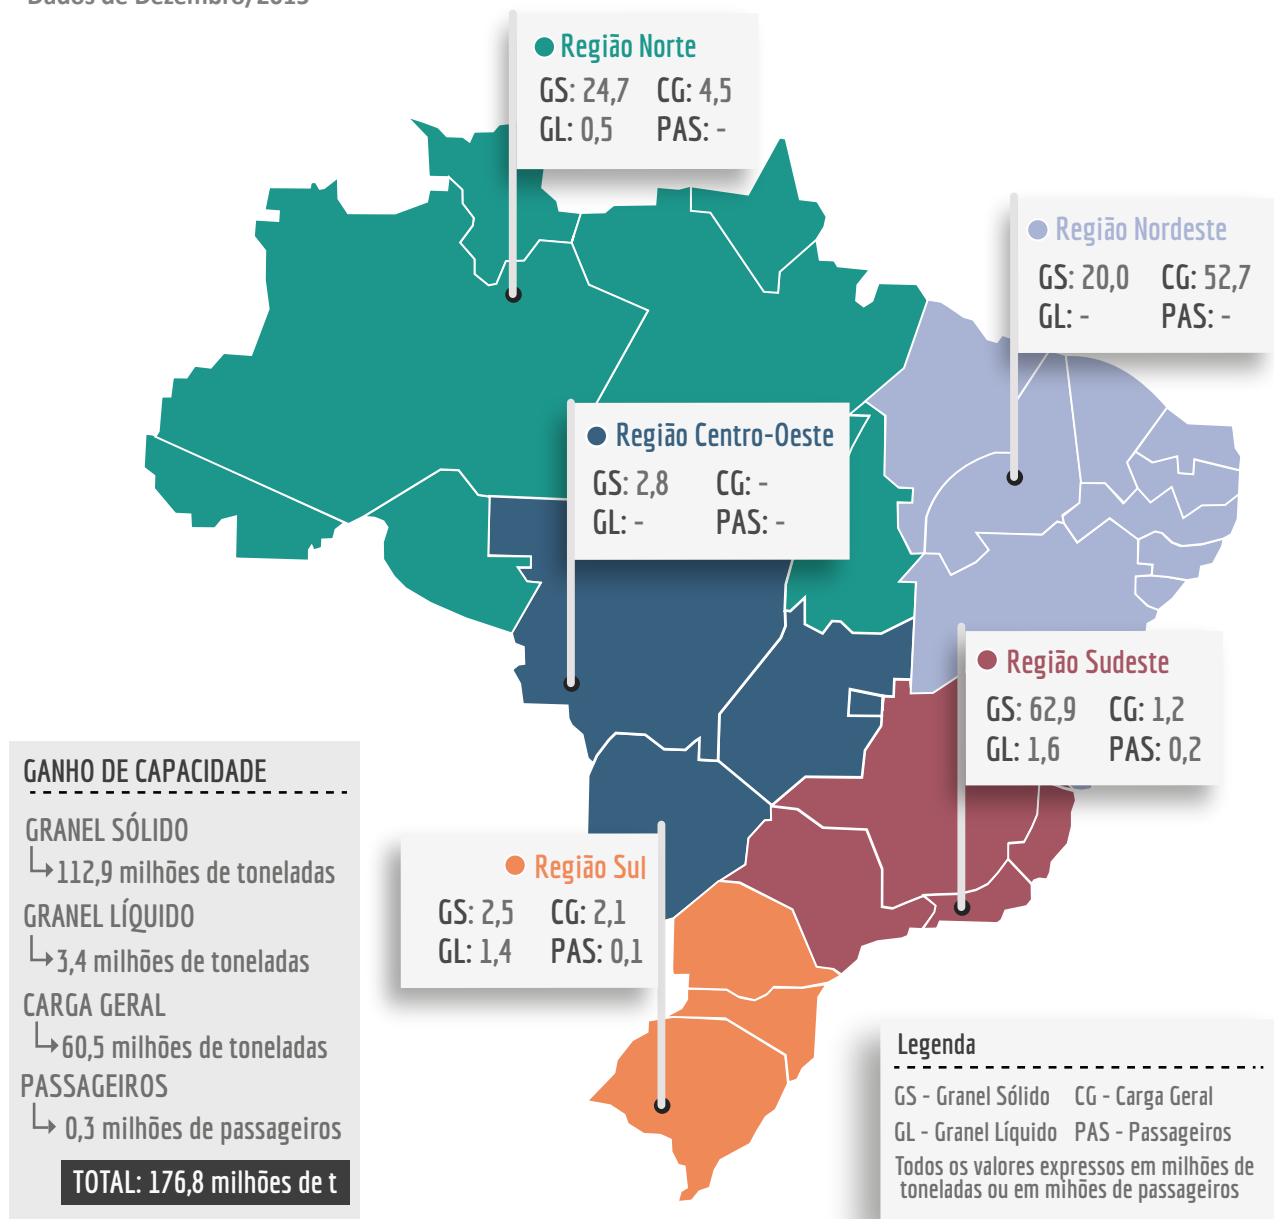 Dados de Dezembro/2015
Região Norte
GS: 24,7 CG: 4,5
GL: 0,5 PAS: -
Região Nordeste
GS: 20,0 CG: 52,7
GL: - PAS: -
Região Centro-Oeste
GS: 2,8 CG: -
GL: - PAS: -
Região Sudeste
GS: 62,9 CG: 1,2
GL: 1,6 PAS: 0,2
Região Sul
GS: 2,5 CG: 2,1
GL: 1,4 PAS: 0,1
GANHO DE CAPACIDADE
GRANEL SÓLIDO
112,9 milhões de toneladas
GRANEL LÍQUIDO
3,4 milhões de toneladas
CARGA GERAL
60,5 milhões de toneladas
PASSAGEIROS
0,3 milhões de passageiros
TOTAL: 176,8 milhões de t
Legenda
GS - Granel Sólido CG - Carga Geral
GL - Granel Líquido PAS - Passageiros
Todos os valores expressos em milhões de
toneladas ou em mihões de passageiros